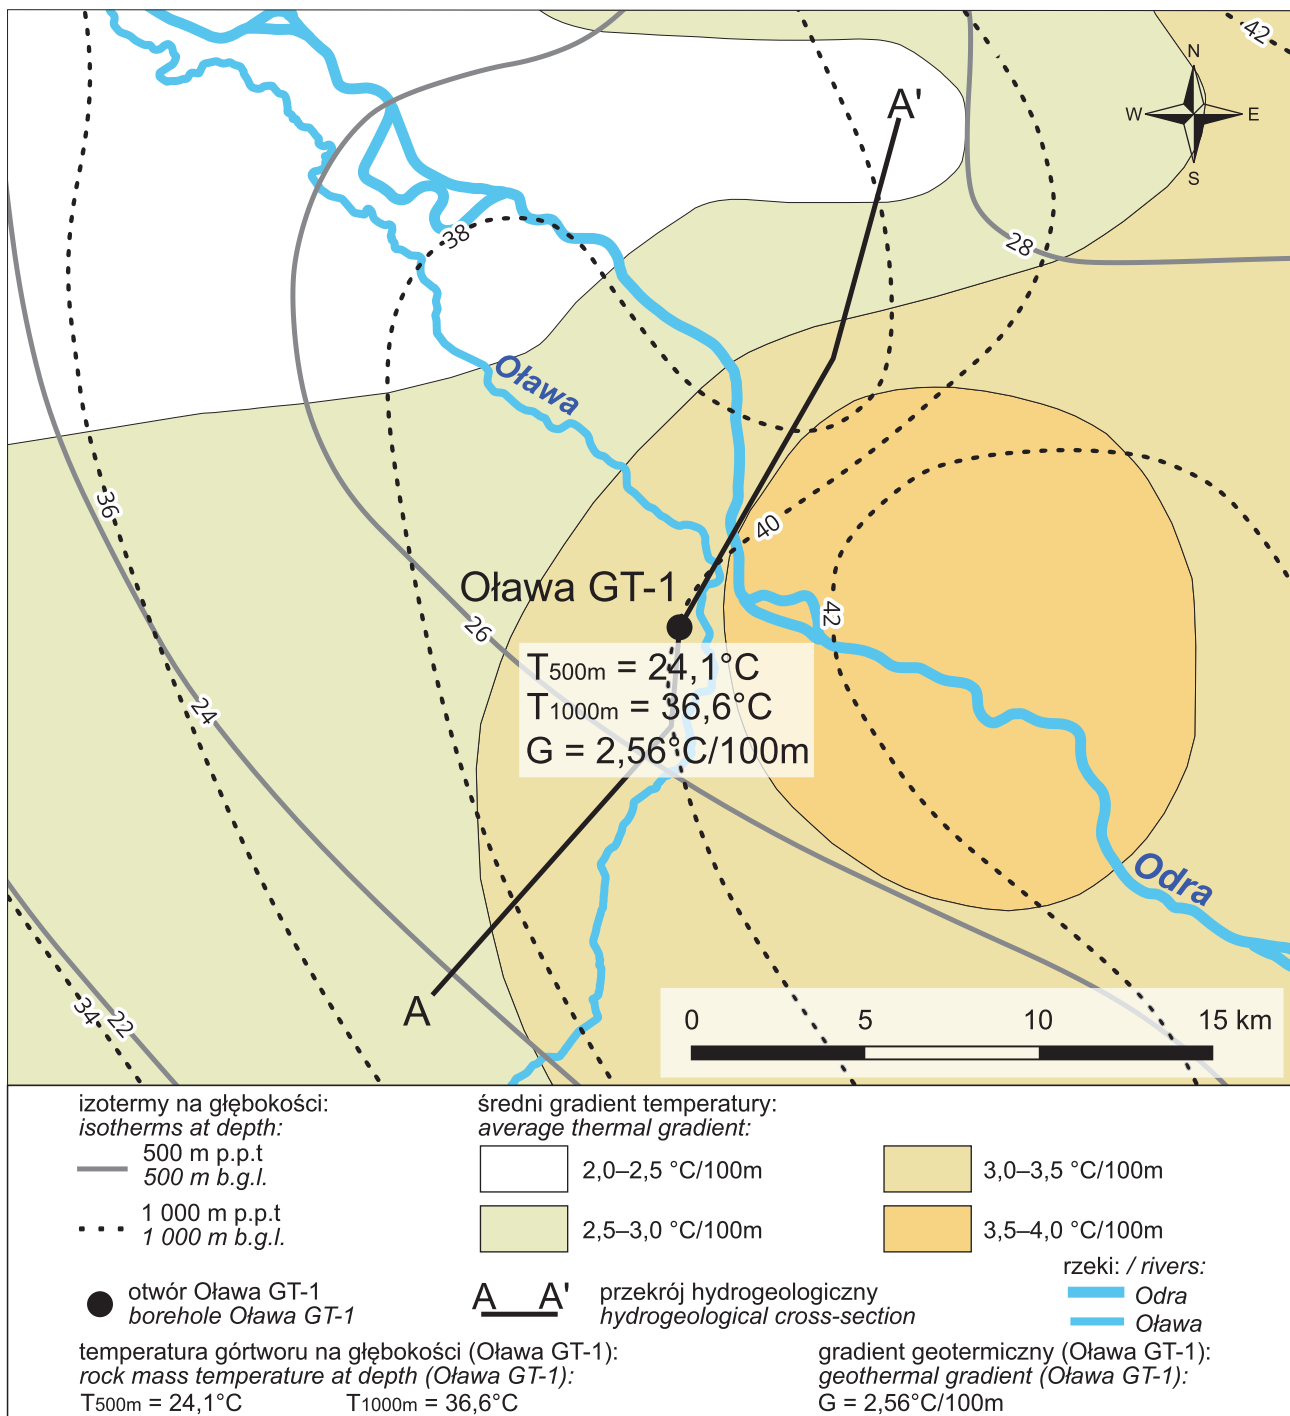 42
N
W
E
S
A'
38
28
Oława
36
40
Oława GT-1
42
26
T500m = 24,1°C
T1000m = 36,6°C
G = 2,56°C/100m
24
Odra
A
34
22
0 5 10 15 km
izotermy na głębokości:
isotherms at depth:
500 m p.p.t
500 m b.g.l.
1 000 m p.p.t
1 000 m b.g.l.
średni gradient temperatury:
average thermal gradient:
2,0–2,5 °C/100m
3,0–3,5 °C/100m
2,5–3,0 °C/100m
3,5–4,0 °C/100m
otwór Oława GT-1
borehole Oława GT-1
A A'
przekrój hydrogeologiczny
hydrogeological cross-section
rzeki: / rivers:
Odra
Oława
temperatura górtworu na głębokości (Oława GT-1):
rock mass temperature at depth (Oława GT-1):
T500m = 24,1°C T1000m = 36,6°C
gradient geotermiczny (Oława GT-1):
geothermal gradient (Oława GT-1):
G = 2,56°C/100m